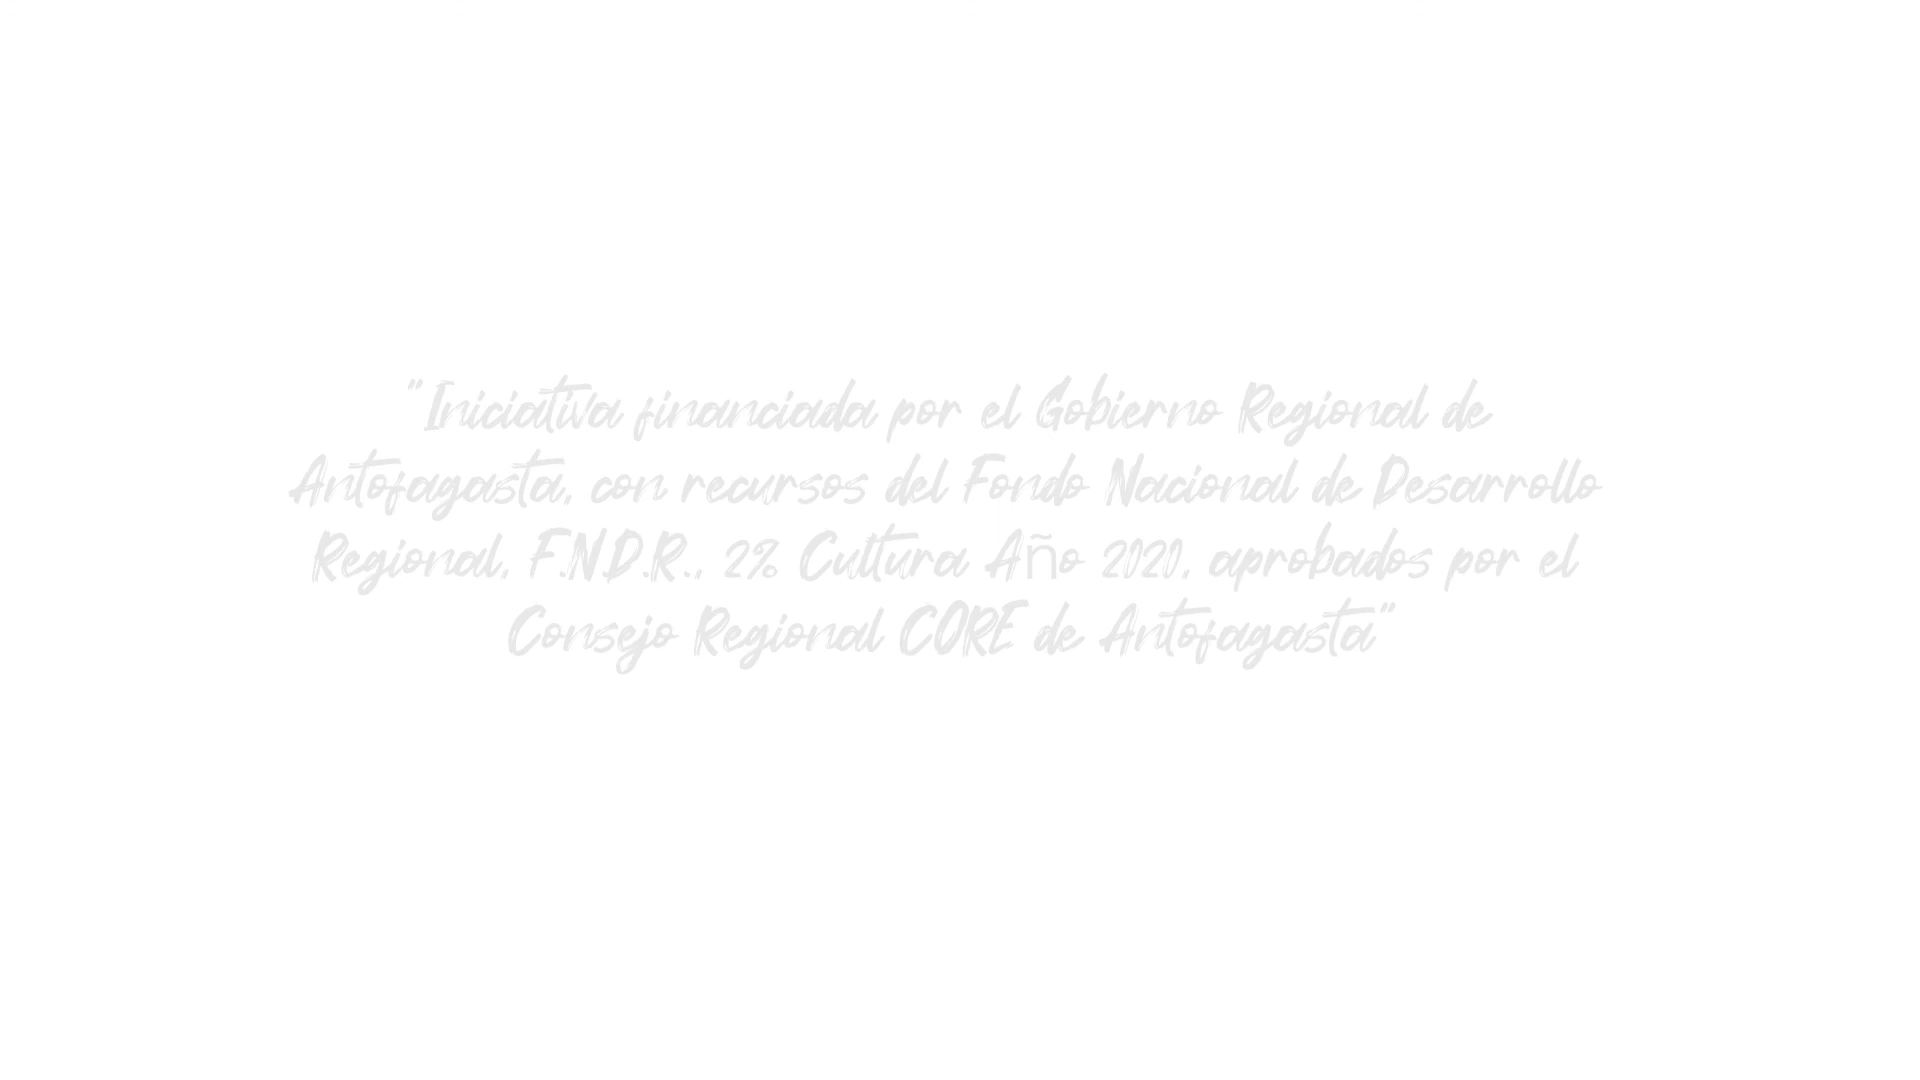 "Iniciativa financiada por el Gobierno Regional de
Antofagasta, con recursos del Fondo Nacional de Desarrollo
Regional, F.N.D.R., 2% Cultura Año 2020, aprobados por el
Consejo Regional CORE de Antofagasta"